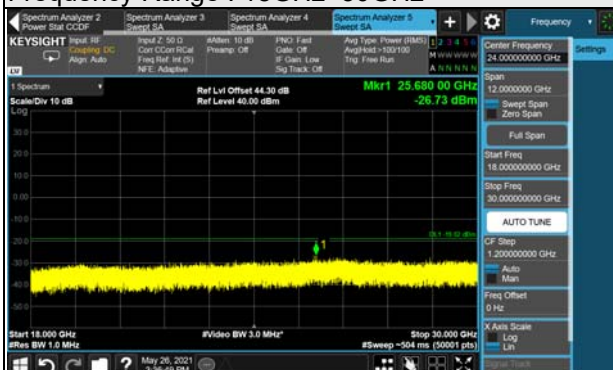 Spectrum Analyzer 2
Power Stat CCDF
Spectrum Analyzer 3
Swept SA
Spectrum Analyzer 4
Swept SA
Spectrum Analyzer 5
Swept SA
Frequency
KEYSIGHT
Input: RF
Coupling: DC
Align: Auto
Input Z: 50 Ω
Corr CCorr RCal
Freq Ref: Int (S)
NFE: Adaptive
#Atten: 10 dB
Preamp: Off
PNO: Fast
Gate: Off
IF Gain: Low
Sig Track: Off
Avg Type: Power (RMS)
Avg|Hold: >100/100
Trig: Free Run
1 2 3 4 5 6
M W W W W W
A N N N N N
Center Frequency
24.000000000 GHz
Settings
Span
12.0000000 GHz
Swept Span
Zero Span
Full Span
Start Freq
18.000000000 GHz
Stop Freq
30.000000000 GHz
AUTO TUNE
CF Step
1.200000000 GHz
Auto
Man
Freq Offset
0 Hz
X Axis Scale
Log
Lin
Signal Track
1 Spectrum
Scale/Div 10 dB
Log
Ref Lvl Offset 44.30 dB
Ref Level 40.00 dBm
Mkr1 25.680 00 GHz
-26.73 dBm
30.0
20.0
10.0
0.00
-10.0
-20.0
-30.0
-40.0
-50.0
1
Start 18.000 GHz
#Res BW 1.0 MHz
#Video BW 3.0 MHz*
Stop 30.000 GHz
#Sweep ~504 ms (50001 pts)
May 26, 2021